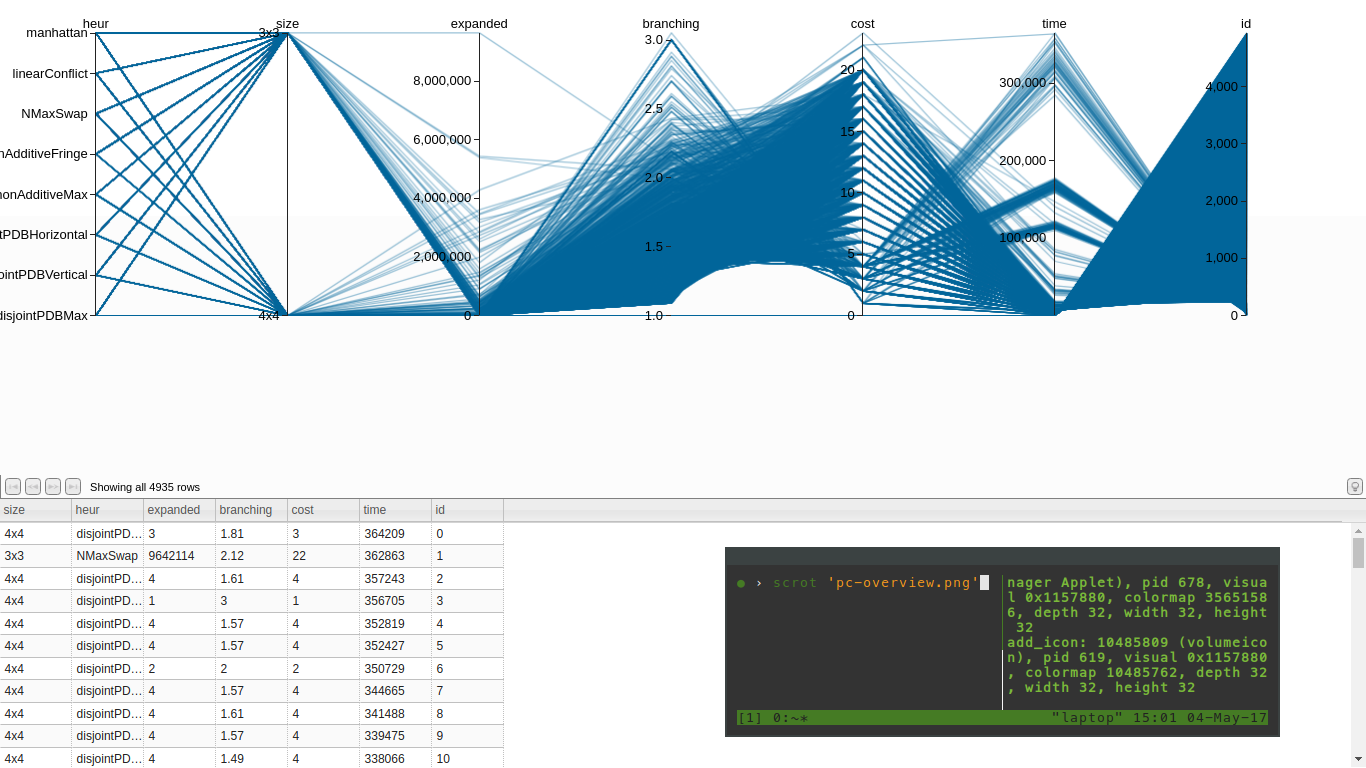 heur size expanded branching cost time id
manhattan
linearConflict
NMaxSwap
nAdditiveFringe
nonAdditiveMax
tPDBHorizontal
ointPDBVertical
disjointPDBMax
3x3
4x4
8,000,000
6,000,000
4,000,000
2,000,000
0
3.0
2.5
2.0
1.5
1.0
20
15
10
5
0
300,000
200,000
100,000
4,000
3,000
2,000
1,000
0
Showing all 4935 rows
size heur expanded branching cost time id
4x4 disjointPD... 3 1.81 3 364209 0
3x3 NMaxSwap 9642114 2.12 22 362863 1
4x4 disjointPD... 4 1.61 4 357243 2
4x4 disjointPD... 1 3 1 356705 3
4x4 disjointPD... 4 1.57 4 352819 4
4x4 disjointPD... 4 1.57 4 352427 5
4x4 disjointPD... 2 2 2 350729 6
4x4 disjointPD... 4 1.57 4 344665 7
4x4 disjointPD... 4 1.61 4 341488 8
4x4 disjointPD... 4 1.57 4 339475 9
4x4 disjointPD... 4 1.49 4 338066 10
● › scrot 'pc-overview.png'
nager Applet), pid 678, visua
l 0x1157880, colormap 3565158
6, depth 32, width 32, height
32
add_icon: 10485809 (volumeico
n), pid 619, visual 0x1157880
, colormap 10485762, depth 32
, width 32, height 32
[1] 0:~* "laptop" 15:01 04-May-17